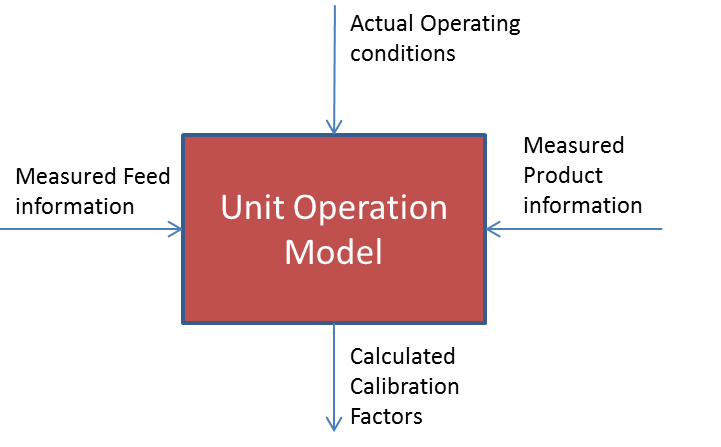 Actual Operating
conditions
Measured Feed
information
Unit Operation
Model
Measured
Product
information
Calculated
Calibration
Factors